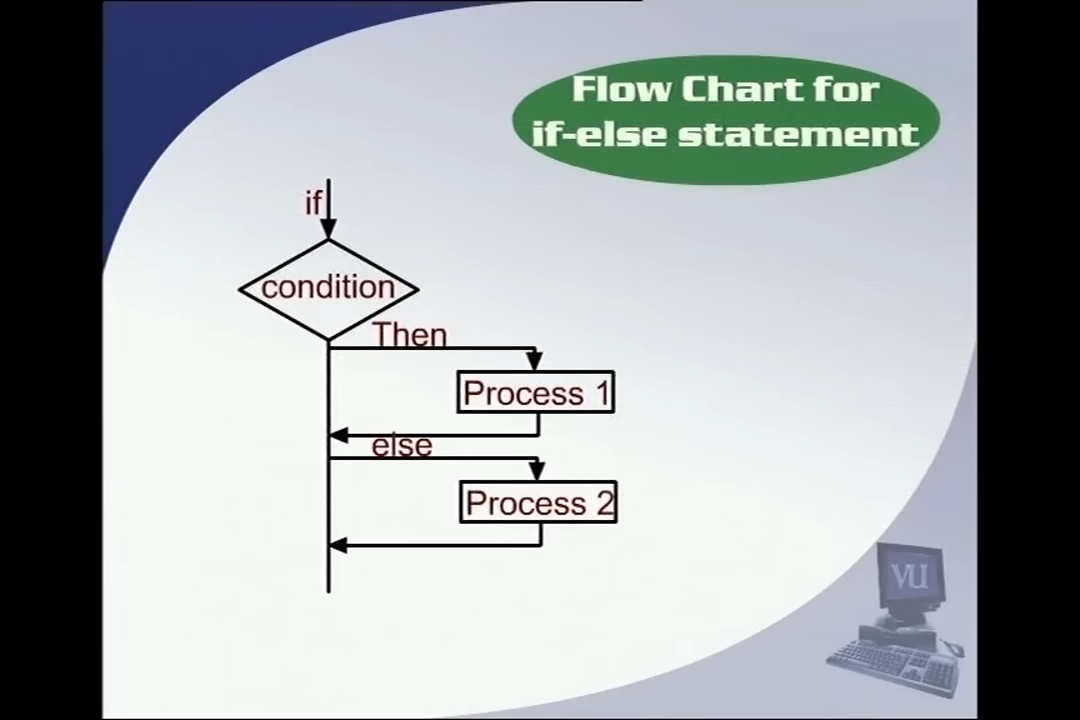 Flow Chart for
if-else statement
if
condition
Then
Process 1
else
Process 2
VU